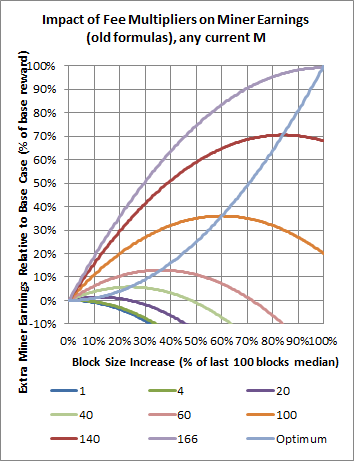 Impact of Fee Multipliers on Miner Earnings
(old formulas), any current M
Extra Miner Earnings Relative to Base Case (% of base reward)
100%
90%
80%
70%
60%
50%
40%
30%
20%
10%
0%
-10%
0% 10% 20% 30% 40% 50% 60% 70% 80% 90% 100%
Block Size Increase (% of last 100 blocks median)
1 4 20
40 60 100
140 166 Optimum